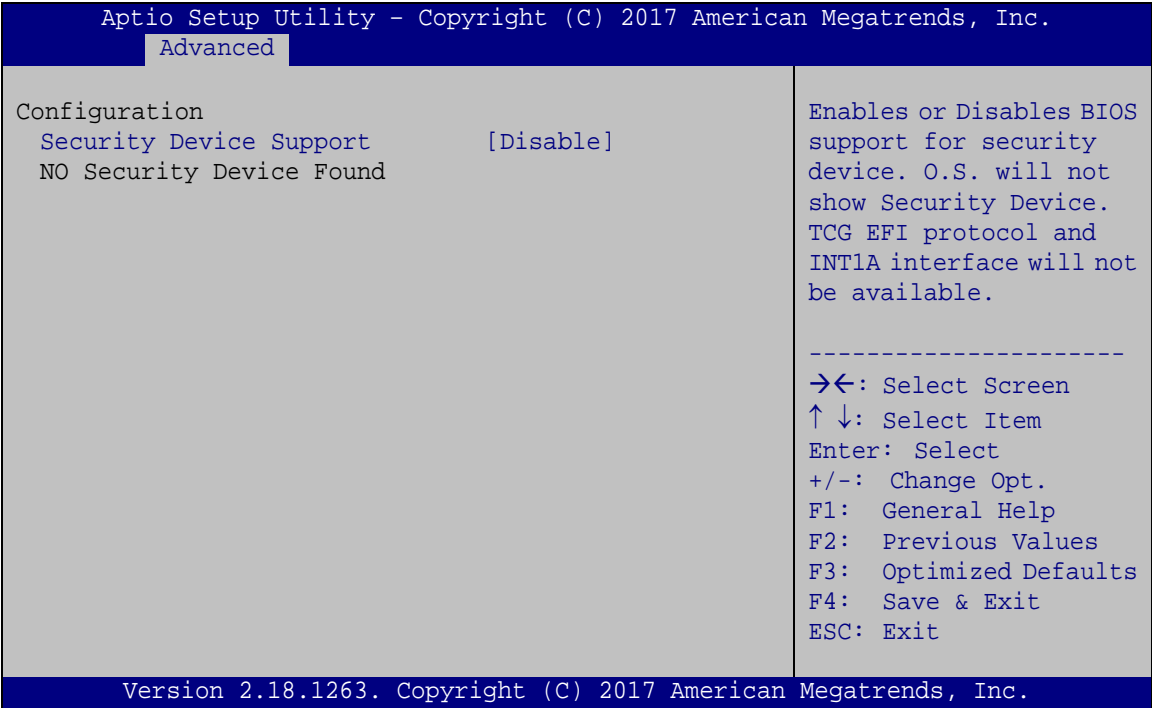 Aptio Setup Utility – Copyright (C) 2017 American Megatrends, Inc.
Advanced
Configuration
Security Device Support [Disable]
NO Security Device Found
Enables or Disables BIOS
support for security
device. O.S. will not
show Security Device.
TCG EFI protocol and
INT1A interface will not
be available.
----------------------
→←: Select Screen
↑ ↓: Select Item
Enter: Select
+/-: Change Opt.
F1: General Help
F2: Previous Values
F3: Optimized Defaults
F4: Save & Exit
ESC: Exit
Version 2.18.1263. Copyright (C) 2017 American Megatrends, Inc.